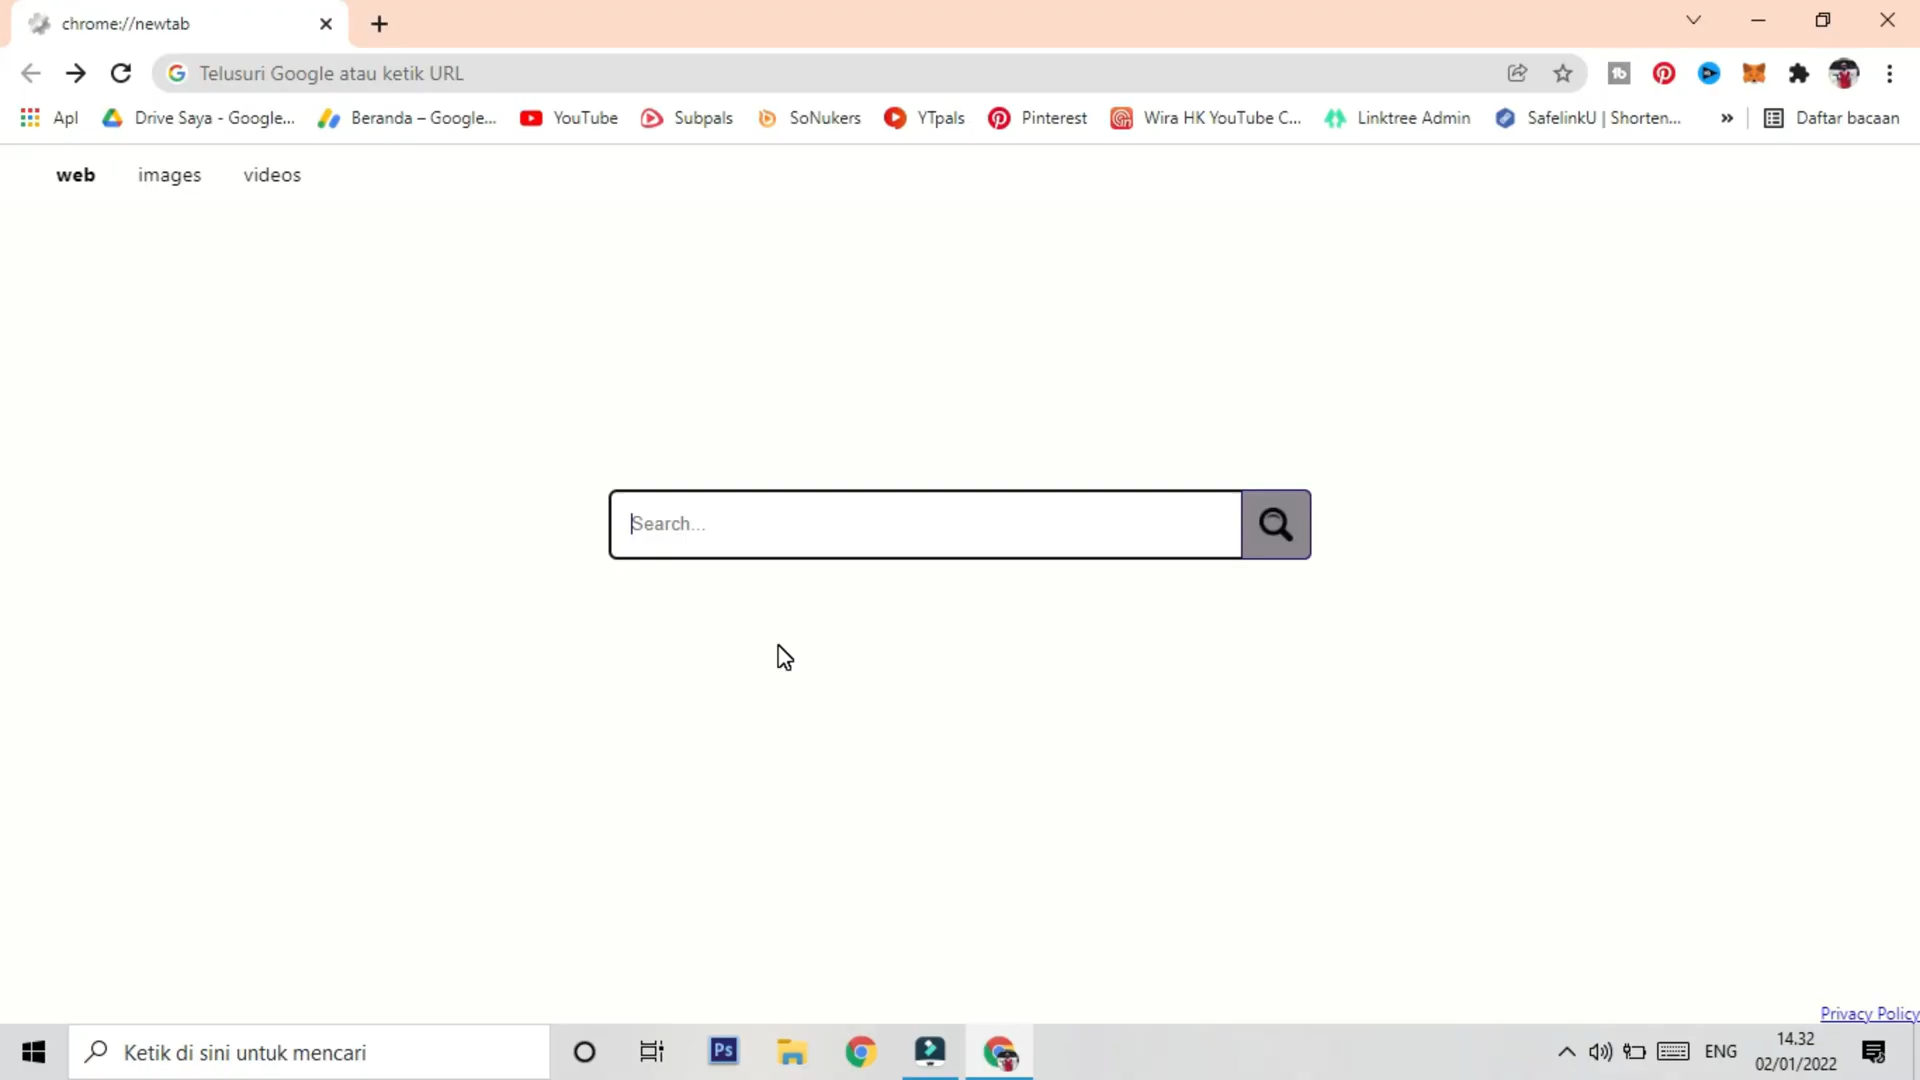 chrome://newtab
Telusuri Google atau ketik URL
Apl Drive Saya - Google... Beranda – Google... YouTube Subpals SoNukers YTpals Pinterest Wira HK YouTube C... Linktree Admin SafelinkU | Shorten... » Daftar bacaan
web images videos
Search...
Privacy Policy
Ps
Ketik di sini untuk mencari
ENG
14.32
02/01/2022